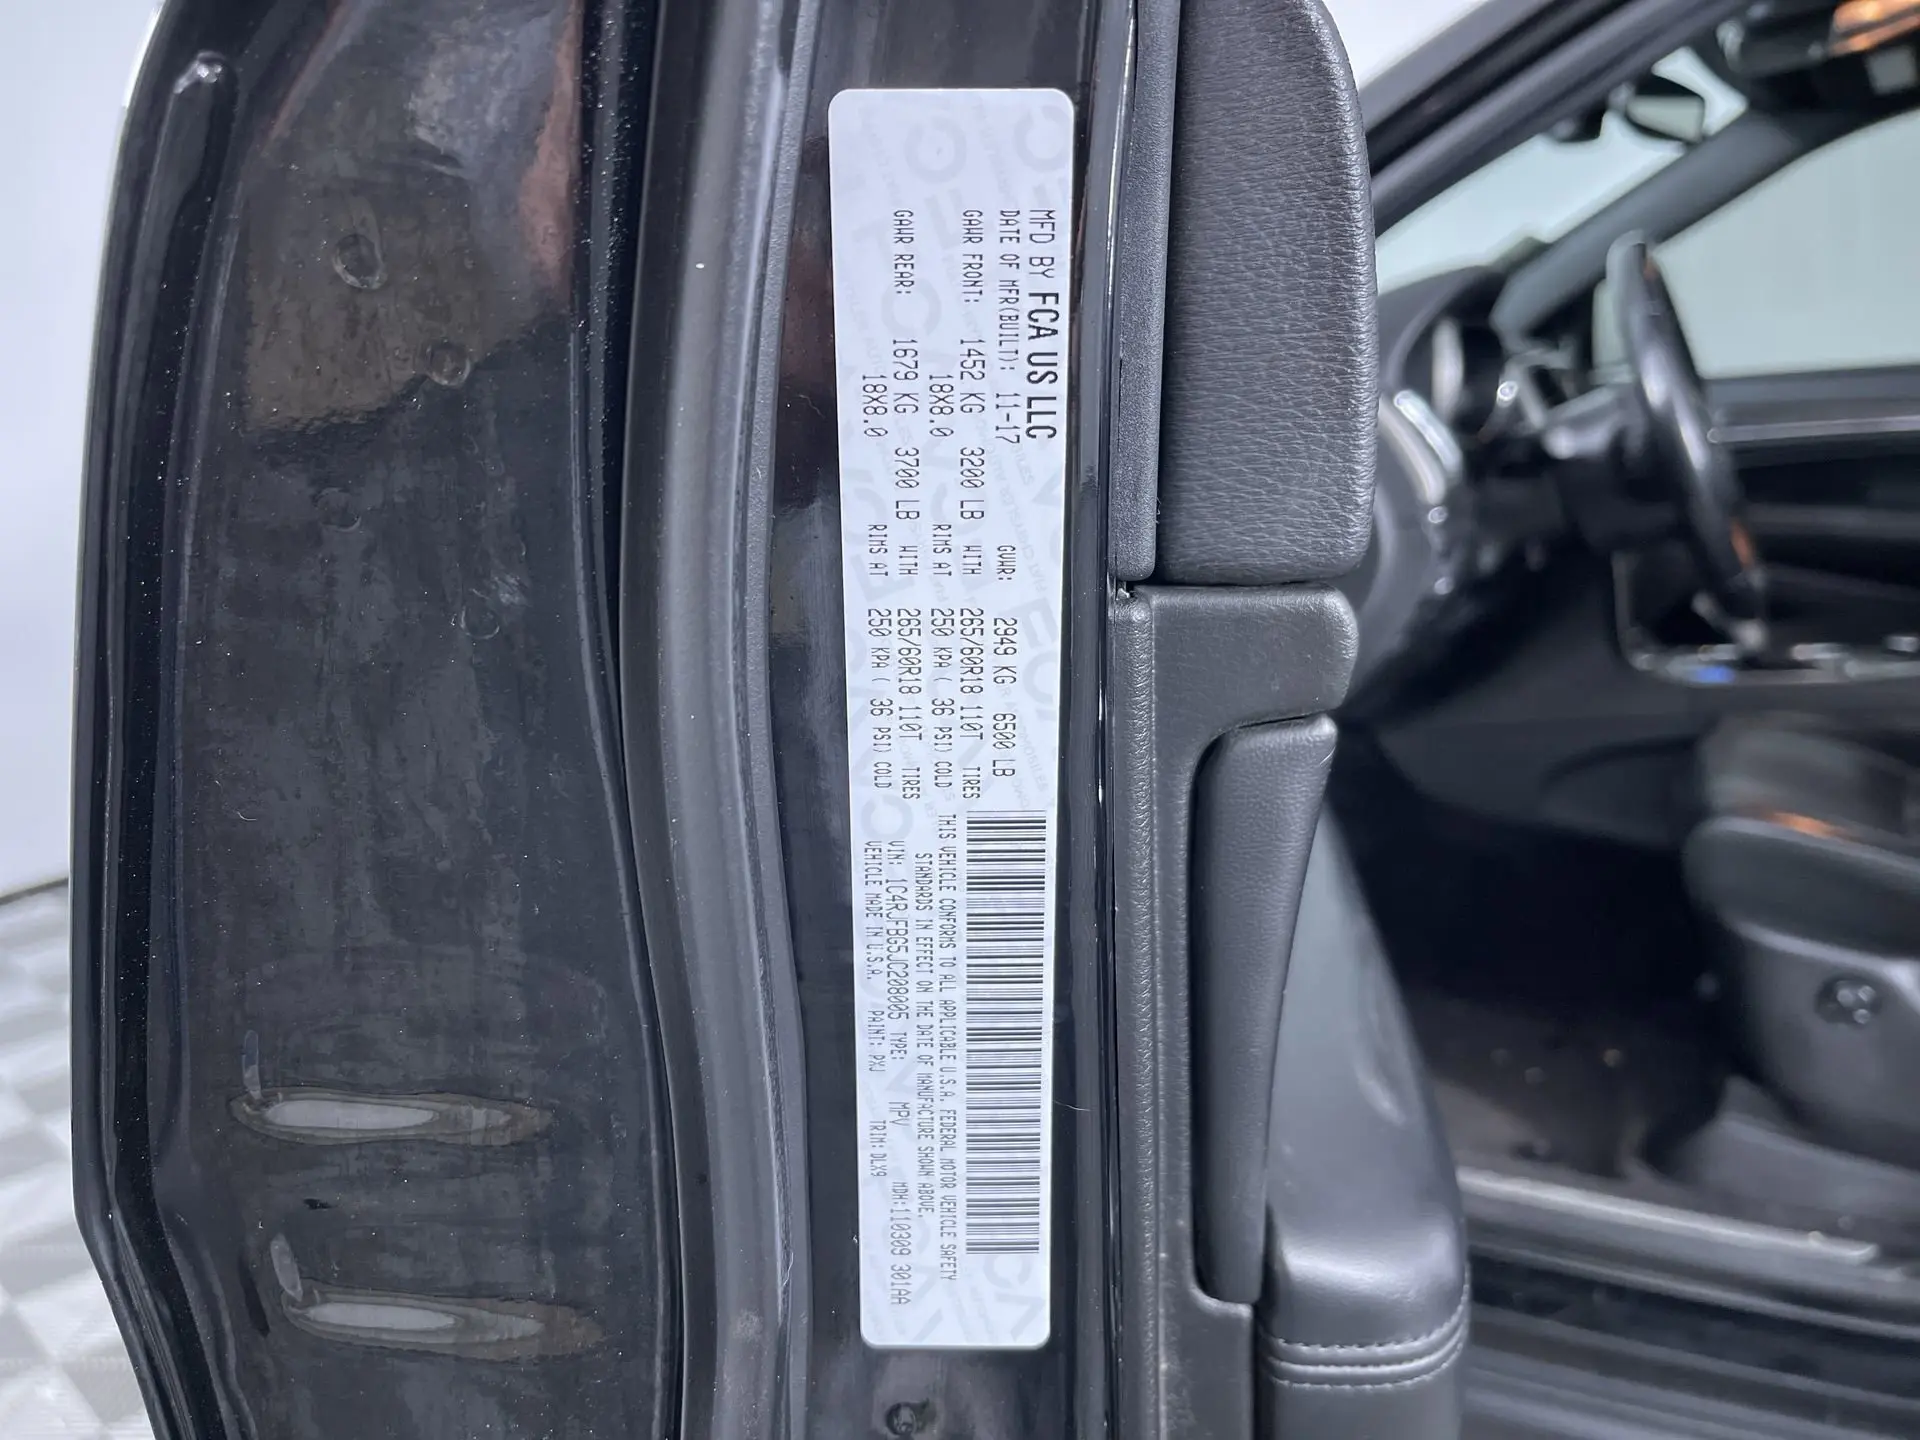 MFD BY FCA US LLC
DATE OF MFR(BUILT): 11-17 GVWR: 2949 KG 6500 LB
GAWR FRONT: 1452 KG 3200 LB WITH 265/60R18 110T TIRES
18X8.0 RIMS AT 250 KPA ( 36 PSI) COLD
GAWR REAR: 1679 KG 3700 LB WITH 265/60R18 110T TIRES
18X8.0 RIMS AT 250 KPA ( 36 PSI) COLD
THIS VEHICLE CONFORMS TO ALL APPLICABLE U.S.A. FEDERAL MOTOR VEHICLE SAFETY
STANDARDS IN EFFECT ON THE DATE OF MANUFACTURE SHOWN ABOVE.
VIN: 1C4RJFBG5JC208005 TYPE: MPV MDH:110309 301AA
VEHICLE MADE IN U.S.A. PAINT: PXJ TRIM: DLX9